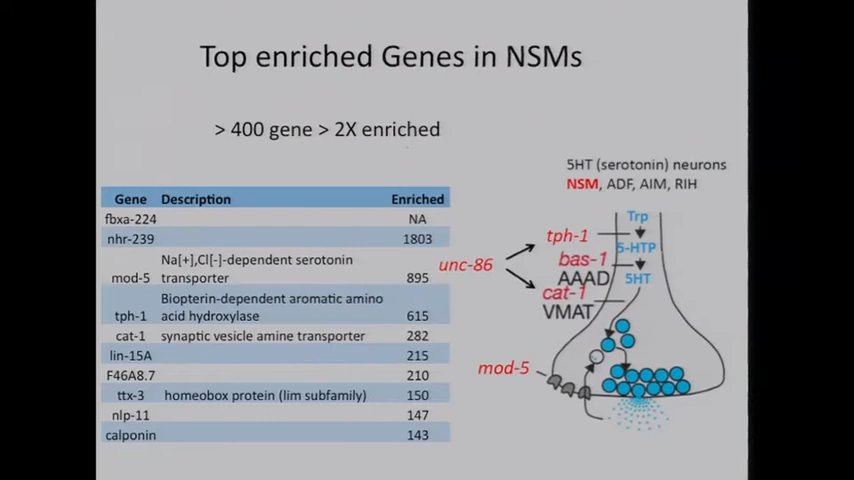 Top enriched Genes in NSMs
> 400 gene > 2X enriched
Gene Description Enriched
fbxa-224 NA
nhr-239 1803
mod-5 Na[+],Cl[-]-dependent serotonin
transporter 895
tph-1 Biopterin-dependent aromatic amino
acid hydroxylase 615
cat-1 synaptic vesicle amine transporter 282
lin-15A 215
F46A8.7 210
ttx-3 homeobox protein (lim subfamily) 150
nlp-11 147
calponin 143
5HT (serotonin) neurons
NSM, ADF, AIM, RIH
Trp
tph-1
5-HTP
unc-86
bas-1
AAAD
5HT
cat-1
VMAT
mod-5